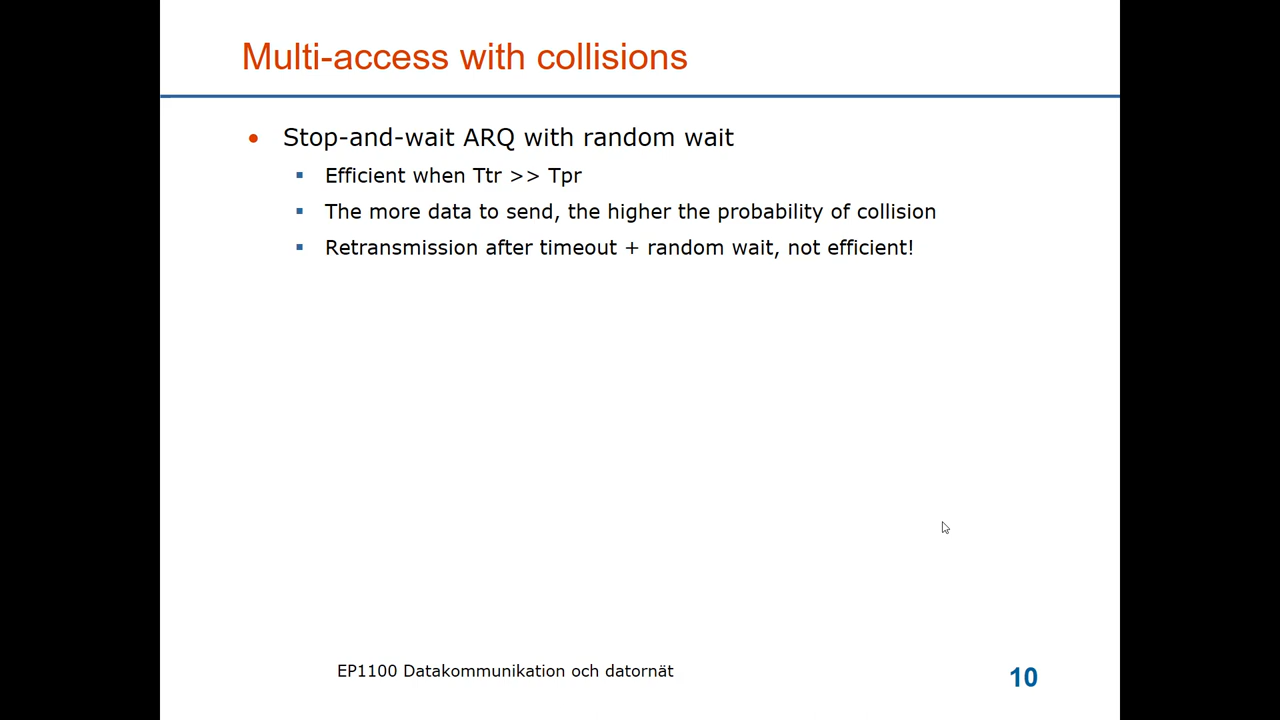 Multi-access with collisions
Stop-and-wait ARQ with random wait
Efficient when Ttr >> Tpr
The more data to send, the higher the probability of collision
Retransmission after timeout + random wait, not efficient!
EP1100 Datakommunikation och datornät
10